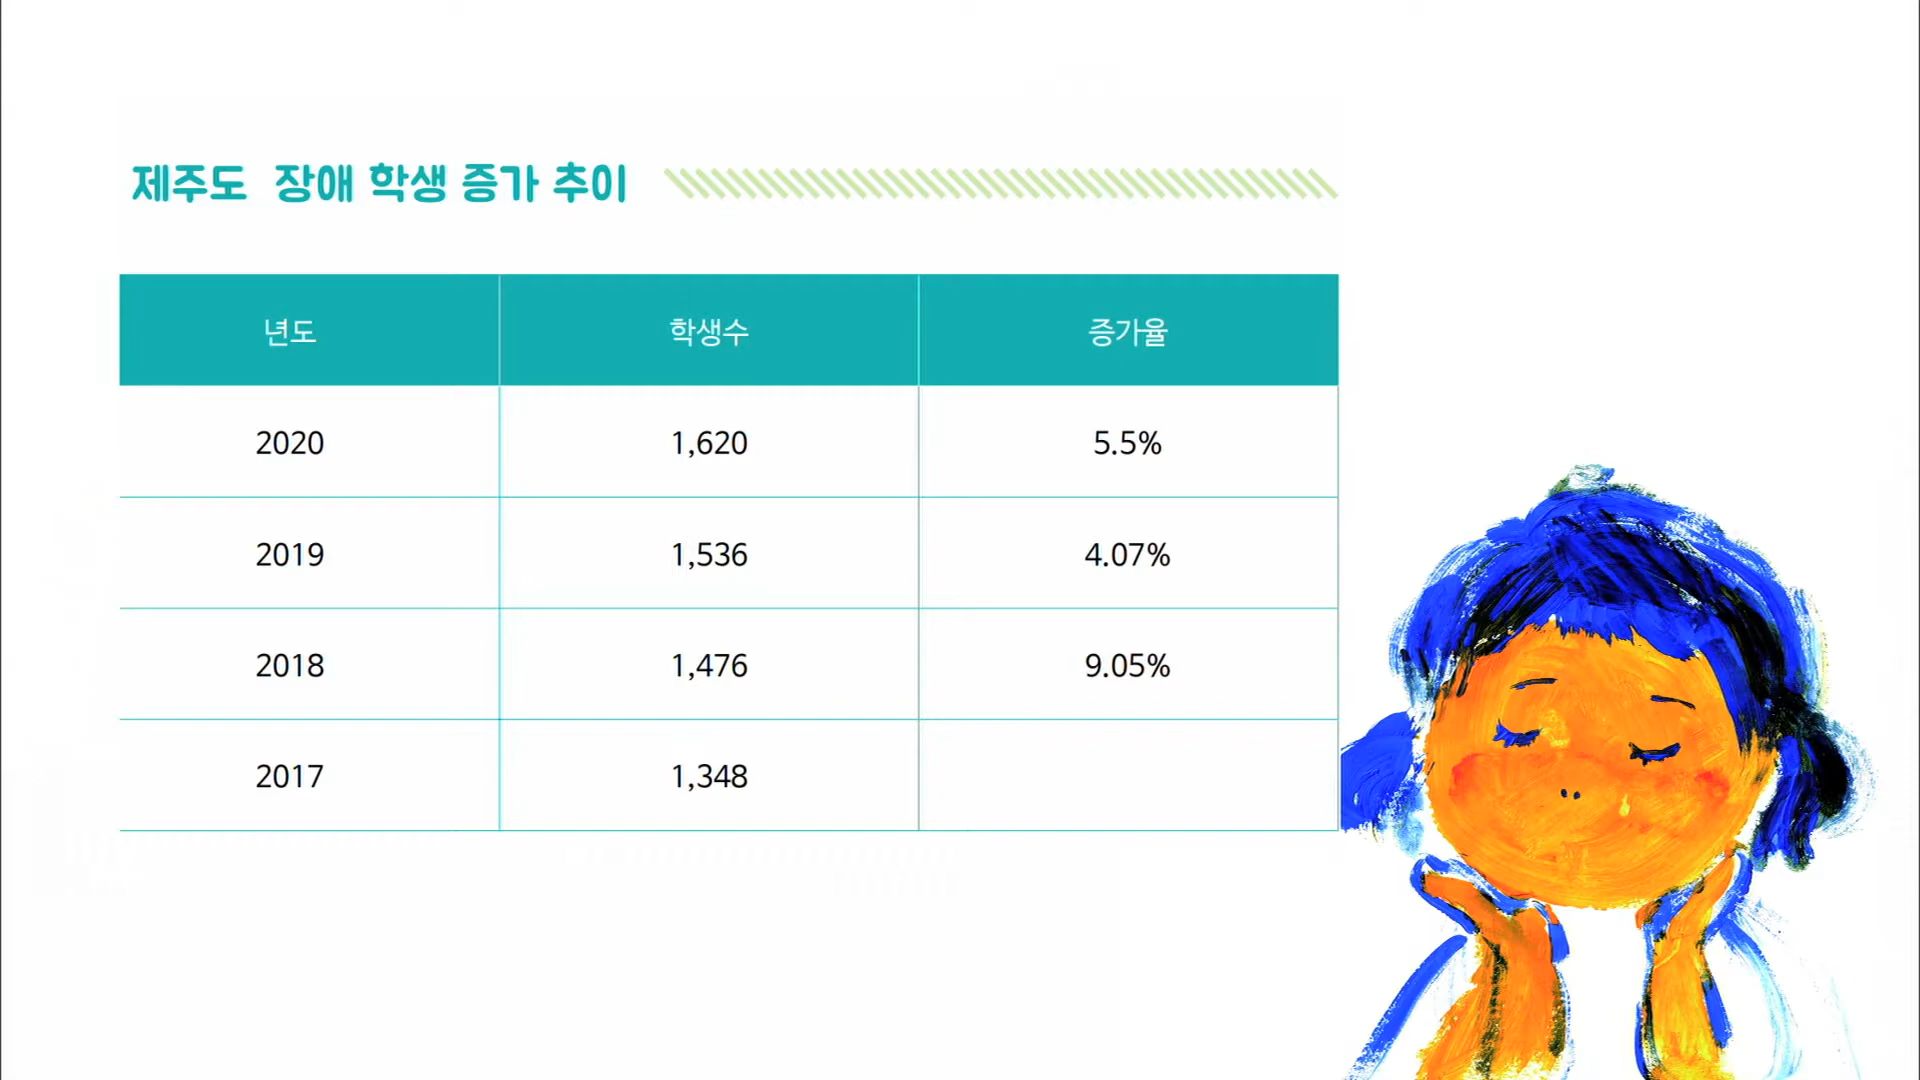 제주도 장애 학생 증가 추이
년도 학생수 증가율
2020 1,620 5.5%
2019 1,536 4.07%
2018 1,476 9.05%
2017 1,348